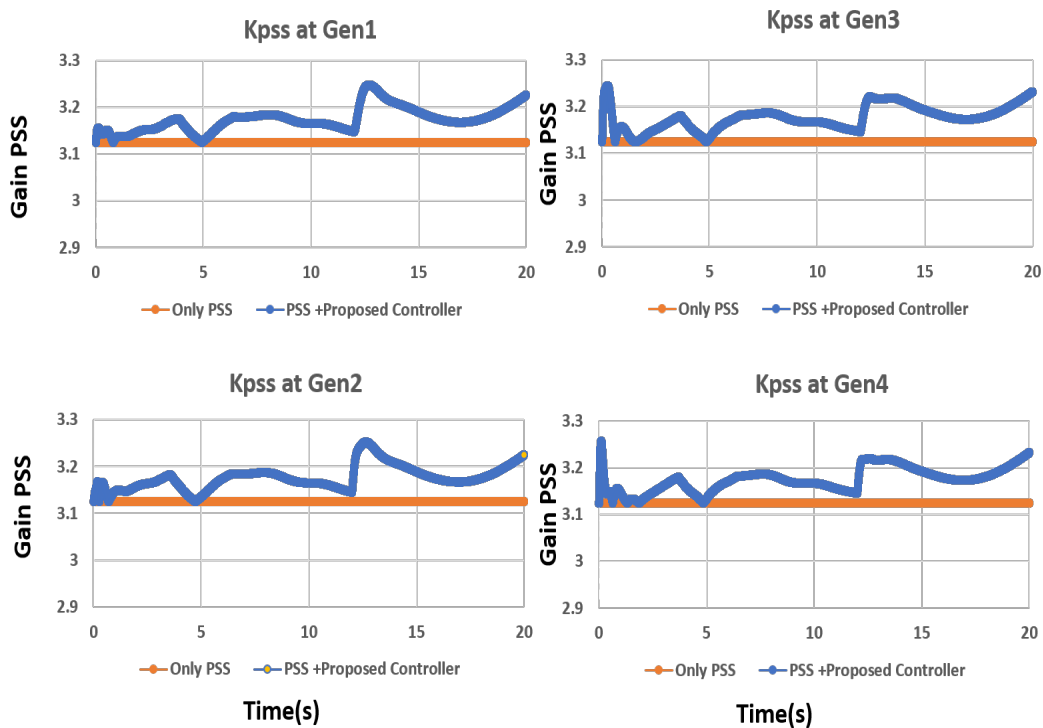 Kpss at Gen1
Gain PSS
3.3
3.2
3.1
3
2.9
0 5 10 15 20
Only PSS PSS +Proposed Controller
Kpss at Gen3
Gain PSS
3.3
3.2
3.1
3
2.9
0 5 10 15 20
Only PSS PSS +Proposed Controller
Kpss at Gen2
Gain PSS
3.3
3.2
3.1
3
2.9
0 5 10 15 20
Only PSS PSS +Proposed Controller
Time(s)
Kpss at Gen4
Gain PSS
3.3
3.2
3.1
3
2.9
0 5 10 15 20
Only PSS PSS +Proposed Controller
Time(s)